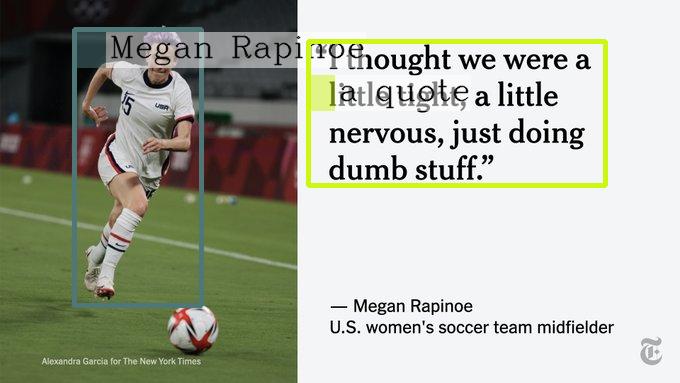 Megan Rapinoe
a quote
“I thought we were a
little tight, a little
nervous, just doing
dumb stuff.”
— Megan Rapinoe
U.S. women's soccer team midfielder
15
USA
Alexandra Garcia for The New York Times
T